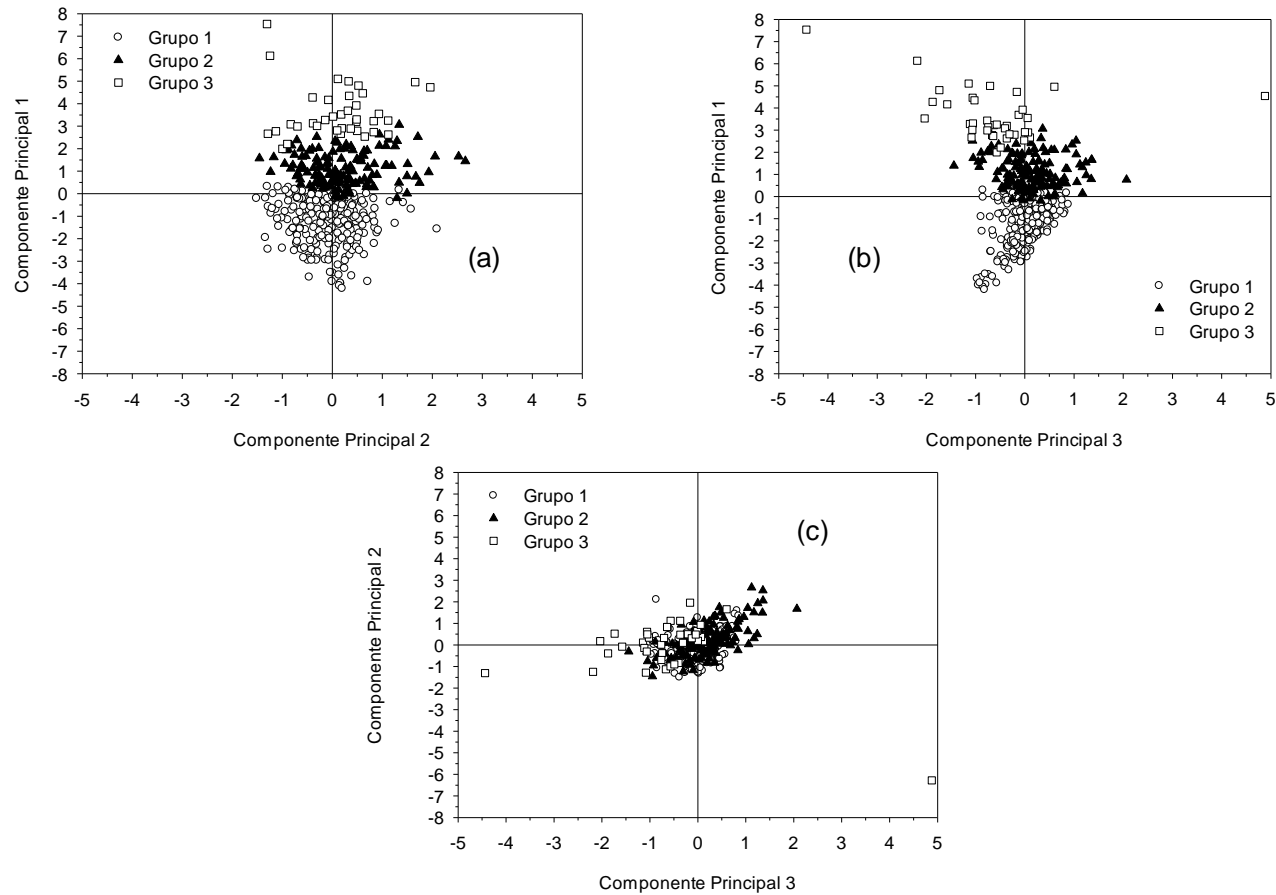 8
7
6
5
4
3
2
1
0
-1
-2
-3
-4
-5
-6
-7
-8
Componente Principal 1
Grupo 1
Grupo 2
Grupo 3
(a)
-5 -4 -3 -2 -1 0 1 2 3 4 5
Componente Principal 2
8
7
6
5
4
3
2
1
0
-1
-2
-3
-4
-5
-6
-7
-8
Componente Principal 1
(b)
Grupo 1
Grupo 2
Grupo 3
-5 -4 -3 -2 -1 0 1 2 3 4 5
Componente Principal 3
8
7
6
5
4
3
2
1
0
-1
-2
-3
-4
-5
-6
-7
-8
Componente Principal 2
Grupo 1
Grupo 2
Grupo 3
(c)
-5 -4 -3 -2 -1 0 1 2 3 4 5
Componente Principal 3